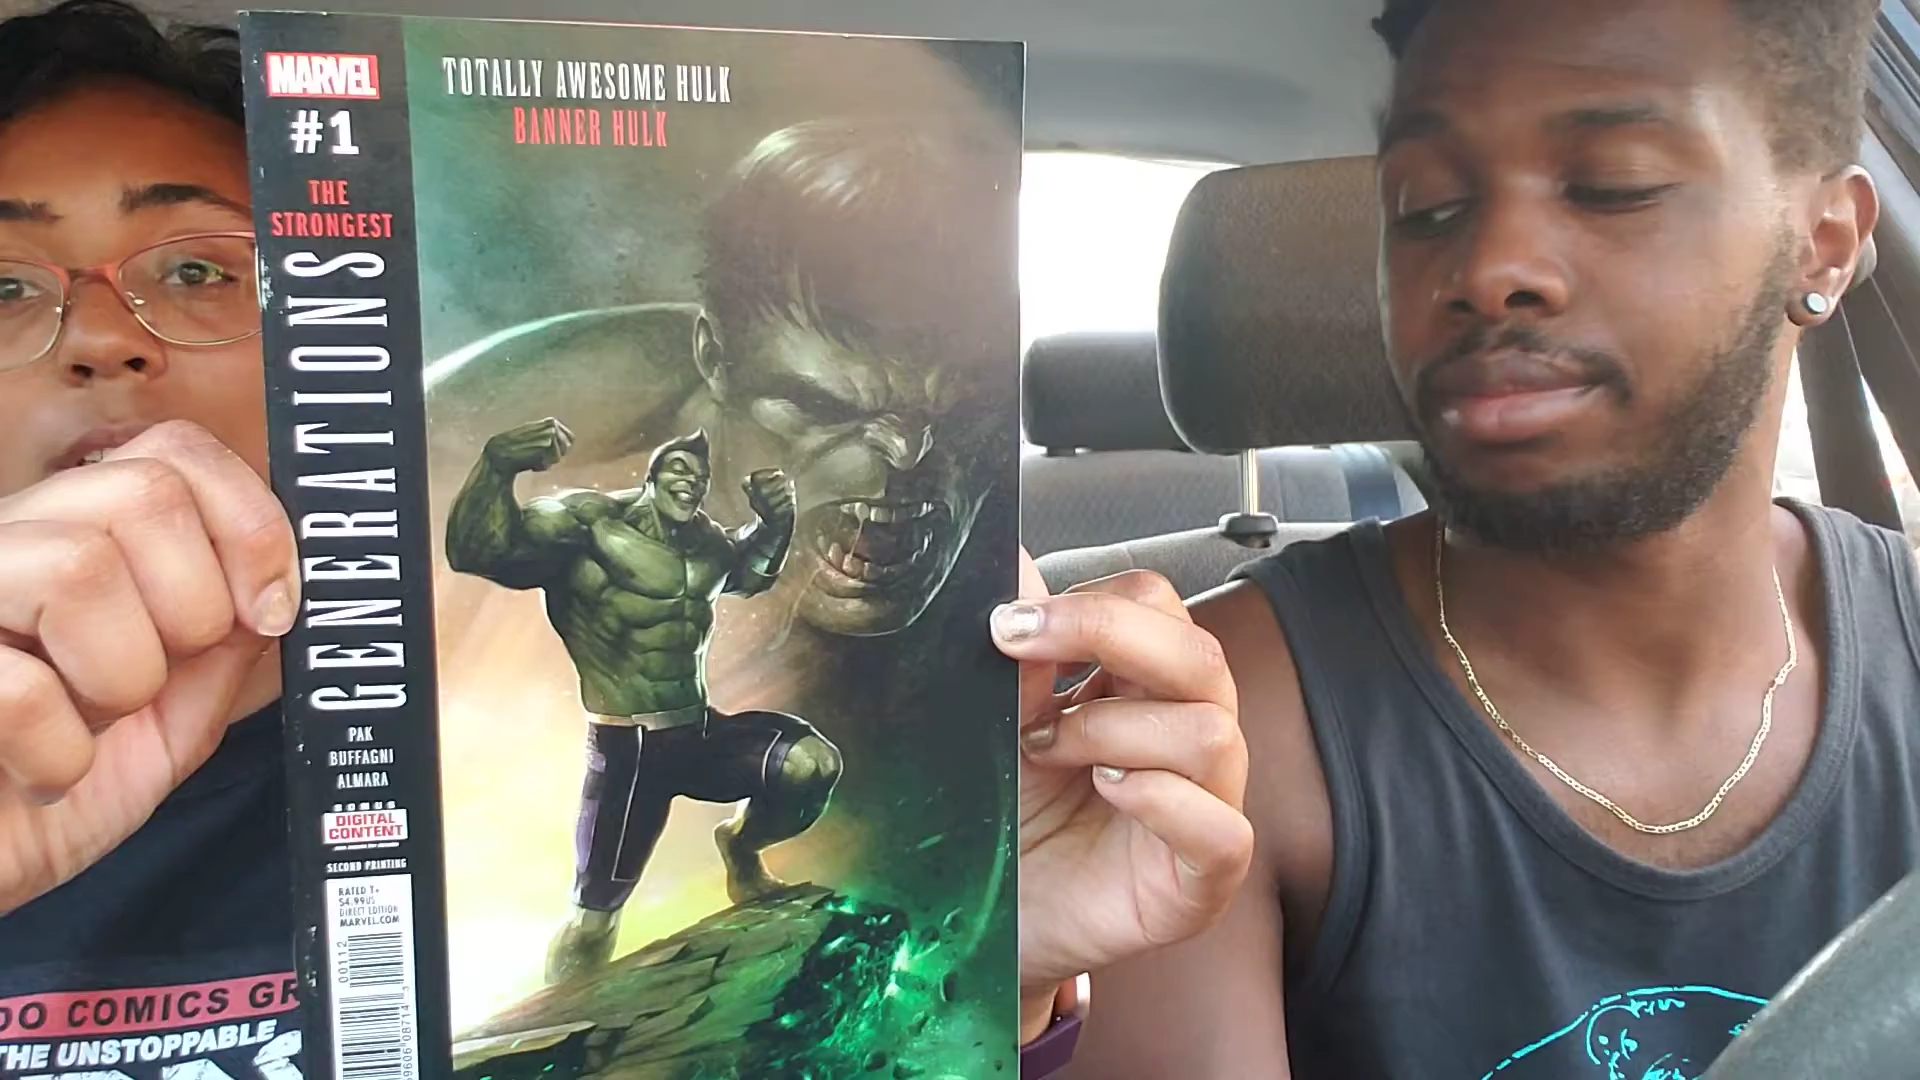 MARVEL
#1
THE
STRONGEST
GENERATIONS
PAK
BUFFAGNI
ALMARA
BONUS
DIGITAL
CONTENT
SECOND PRINTING
RATED T+
$4.99US
DIRECT EDITION
MARVEL.COM
00112
TOTALLY AWESOME HULK
BANNER HULK
DO COMICS GR
THE UNSTOPPABLE